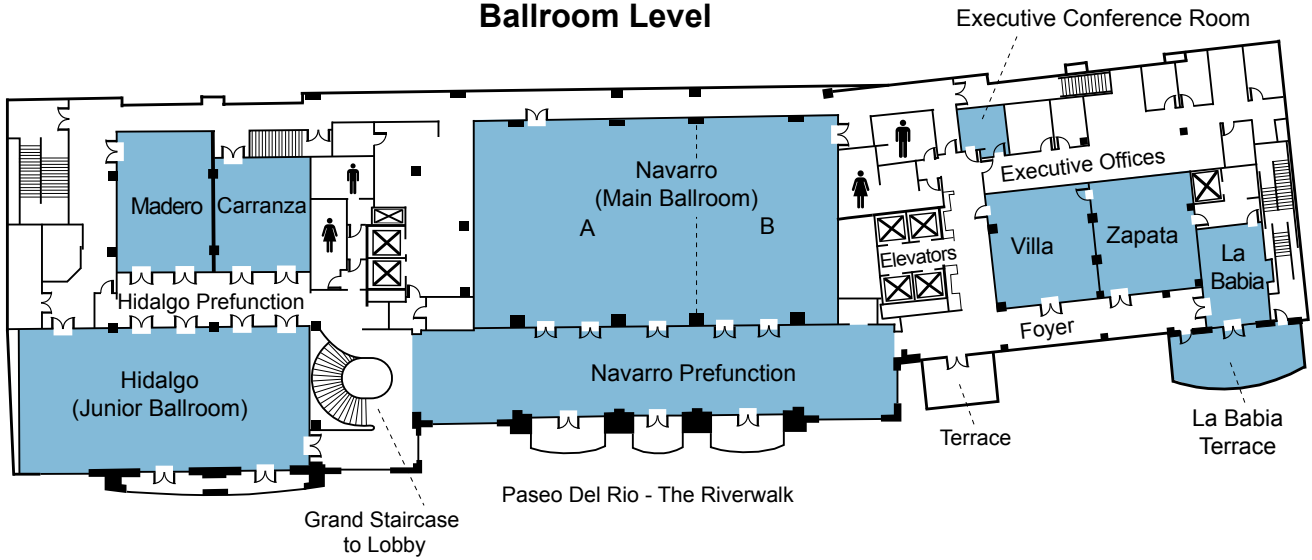 Ballroom Level
Executive Conference Room
Madero
Carranza
Navarro
(Main Ballroom)
A
B
Executive Offices
Villa
Zapata
La
Babia
Elevators
Hidalgo Prefunction
Foyer
Hidalgo
(Junior Ballroom)
Navarro Prefunction
Terrace
La Babia
Terrace
Paseo Del Rio - The Riverwalk
Grand Staircase
to Lobby